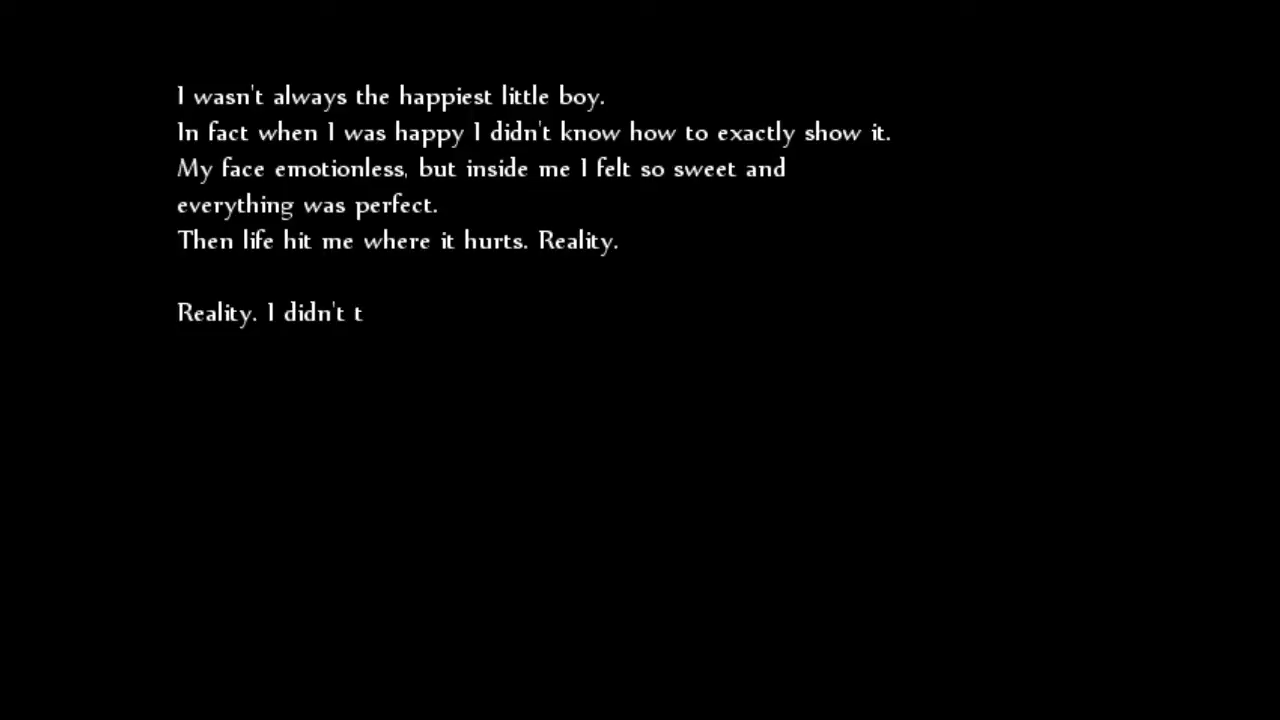 I wasn't always the happiest little boy.
In fact when I was happy I didn't know how to exactly show it.
My face emotionless, but inside me I felt so sweet and
everything was perfect.
Then life hit me where it hurts. Reality.
Reality. I didn't t